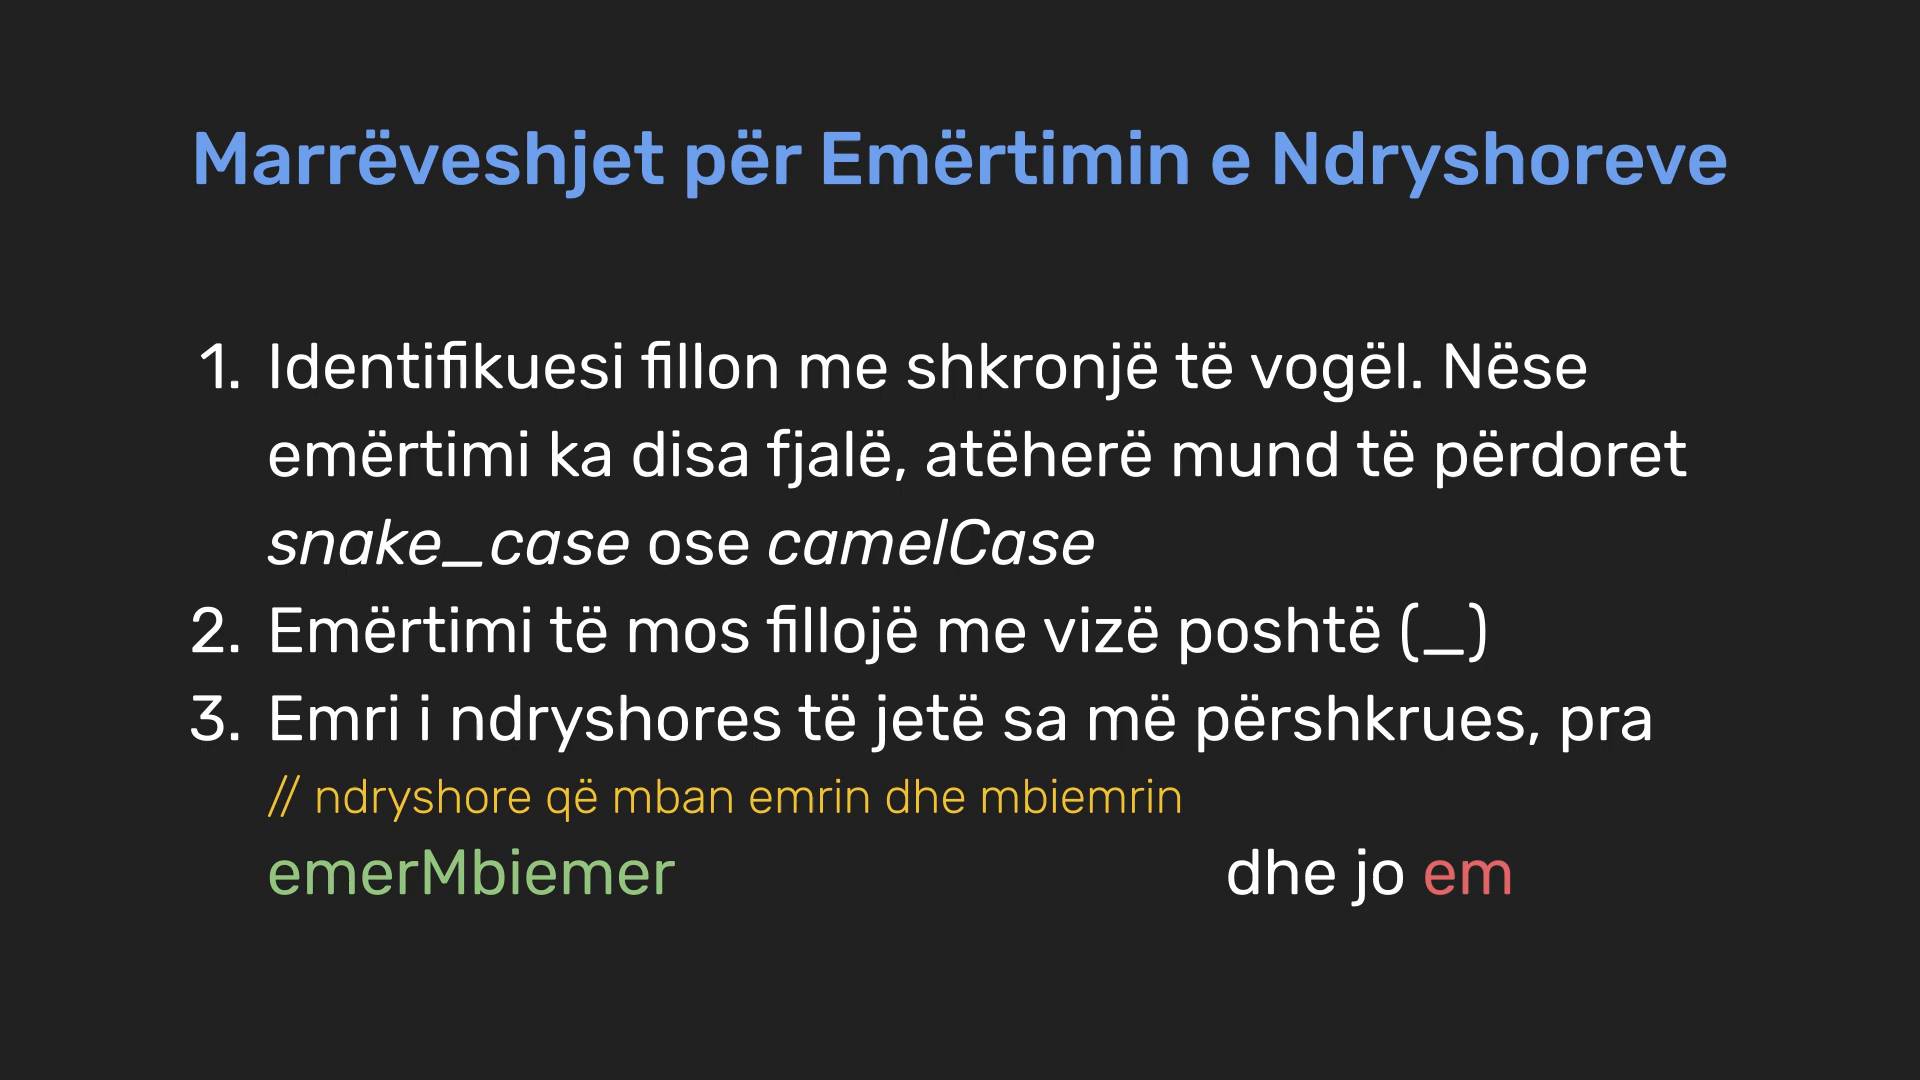 Marrëveshjet për Emërtimin e Ndryshoreve
1. Identifikuesi fillon me shkronjë të vogël. Nëse
emërtimi ka disa fjalë, atëherë mund të përdoret
snake_case ose camelCase
2. Emërtimi të mos fillojë me vizë poshtë (_)
3. Emri i ndryshores të jetë sa më përshkrues, pra
// ndryshore që mban emrin dhe mbiemrin
emerMbiemer dhe jo em